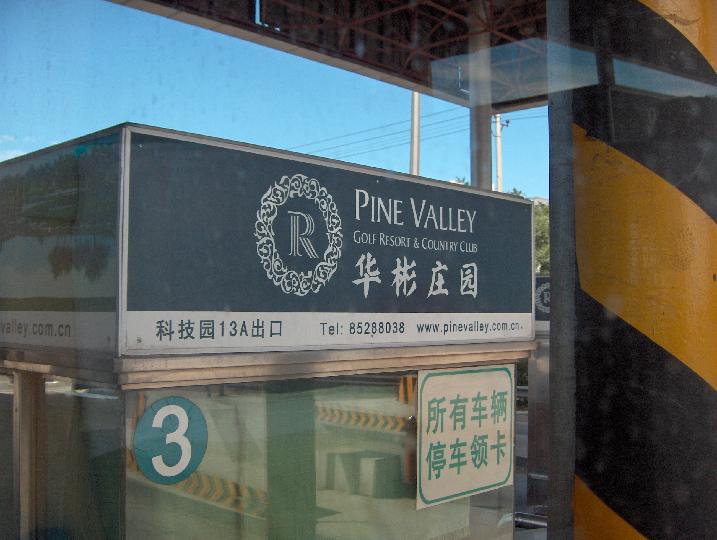 R
PINE VALLEY
GOLF RESORT & COUNTRY CLUB
华彬庄园
valley.com.cn
科技园13A出口 Tel: 85288038 www.pinevalley.com.cn
3
所有车辆
停车领卡